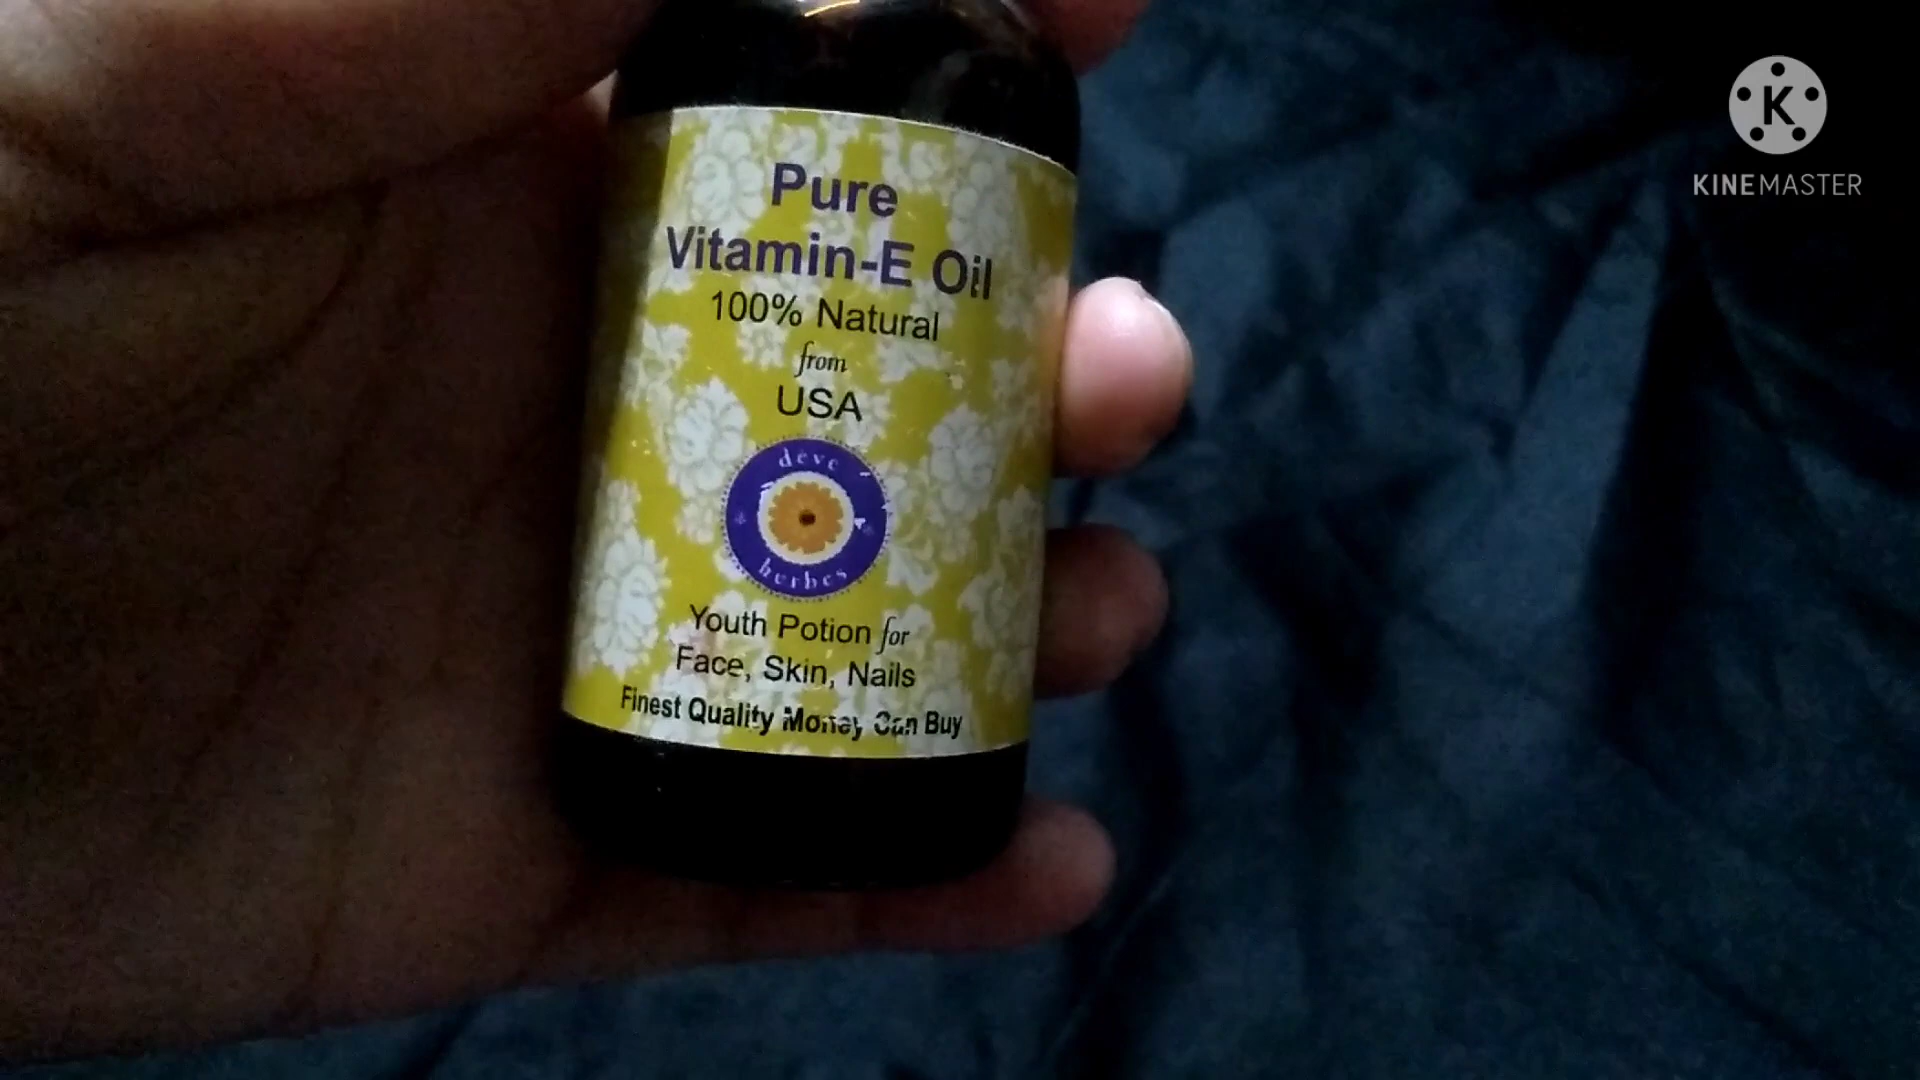 Pure
Vitamin-E Oil
100% Natural
from
USA
deve
herbes
Youth Potion for
Face, Skin, Nails
Finest Quality Money Can Buy
K
KINEMASTER